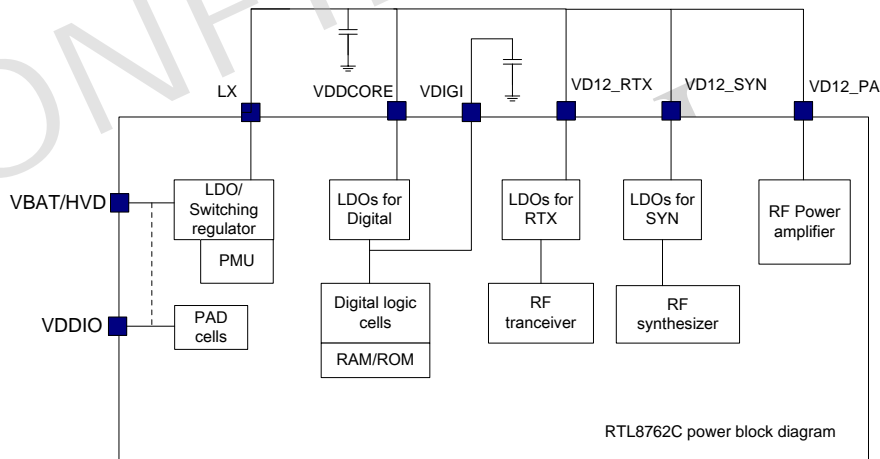 LX
VDDCORE
VDIGI
VD12_RTX
VD12_SYN
VD12_PA
VBAT/HVD
LDO/
Switching
regulator
PMU
LDOs for
Digital
LDOs for
RTX
LDOs for
SYN
RF Power
amplifier
VDDIO
PAD
cells
Digital logic
cells
RAM/ROM
RF
tranceiver
RF
synthesizer
RTL8762C power block diagram